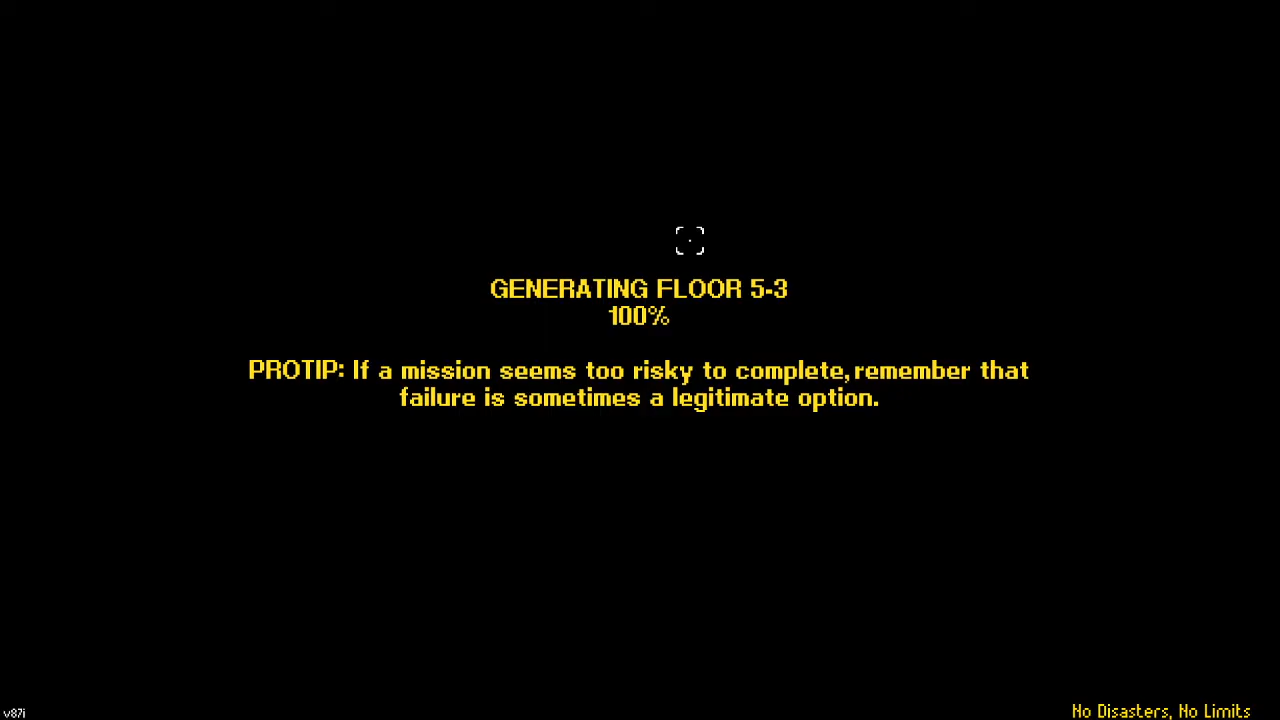 GENERATING FLOOR 5-3
100%
PROTIP: If a mission seems too risky to complete, remember that
failure is sometimes a legitimate option.
v87i
No Disasters, No Limits